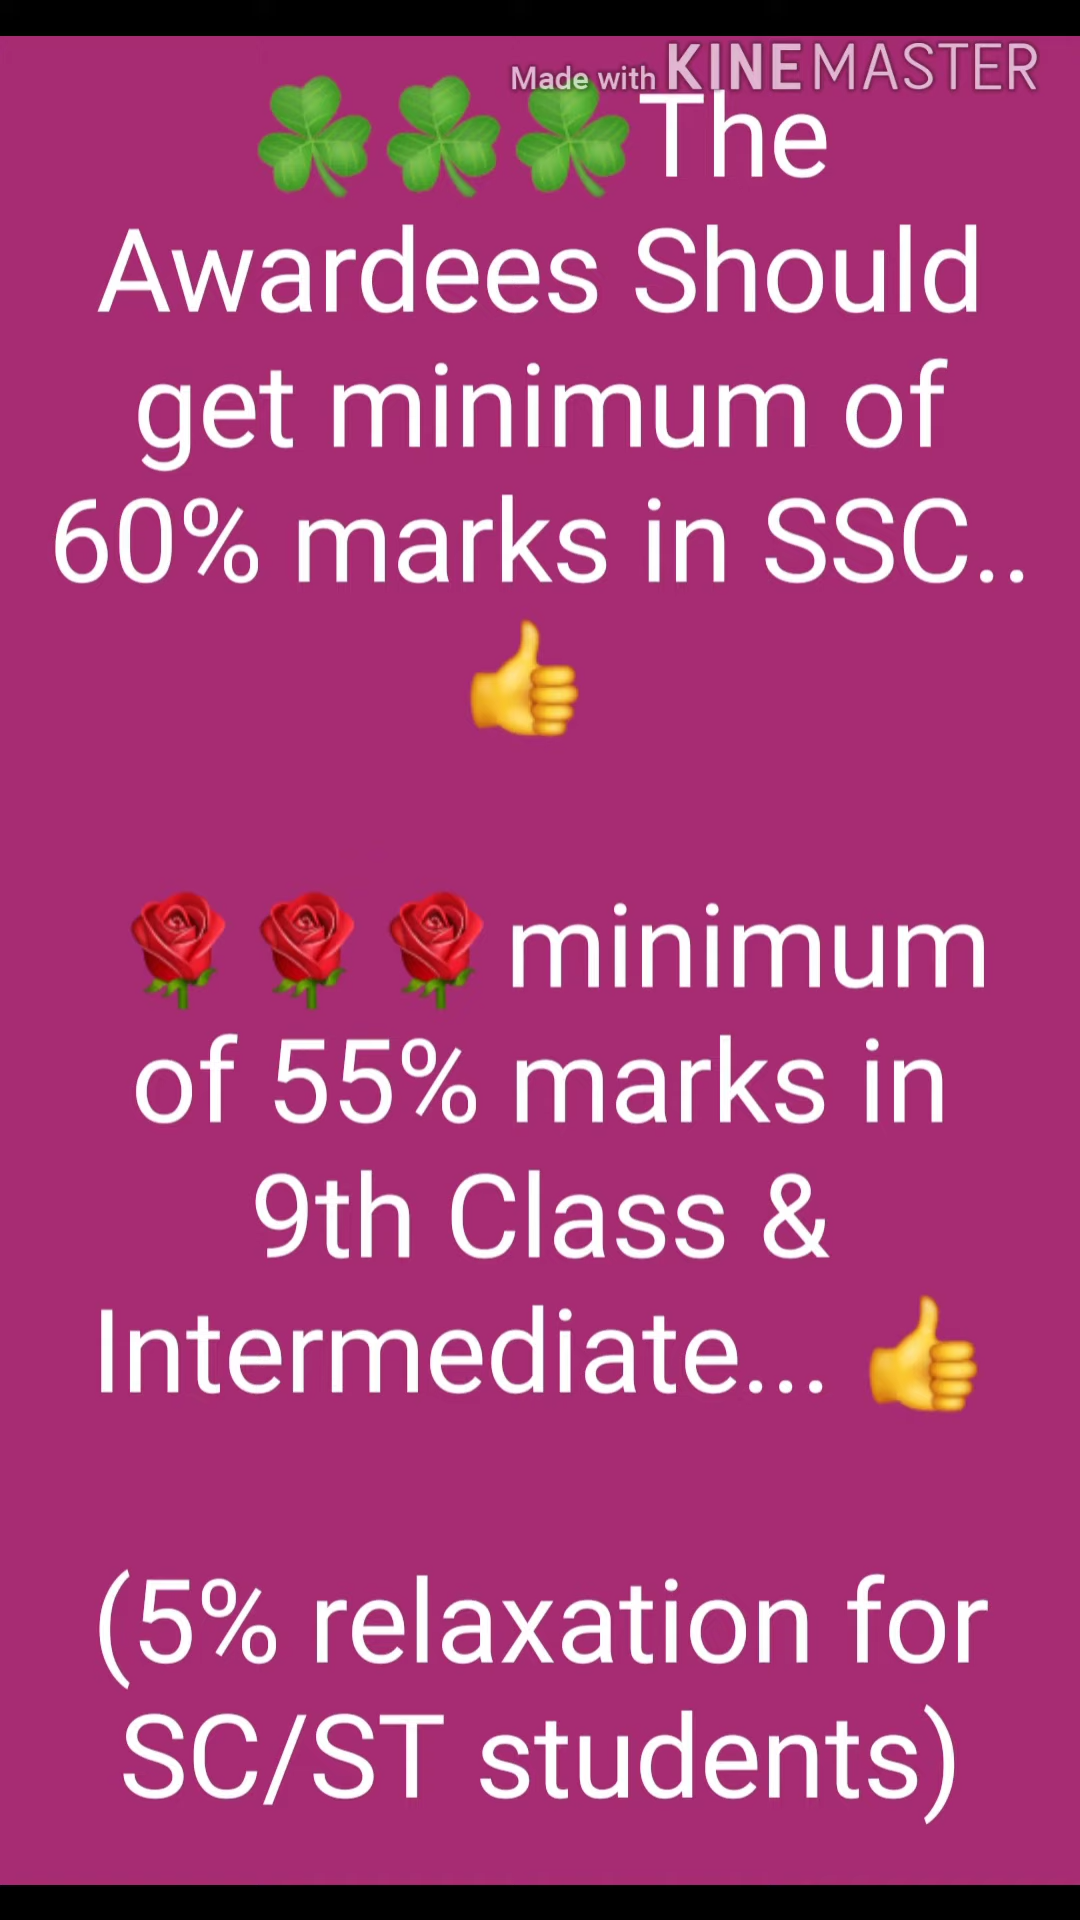 Made with KINEMASTER
☘☘☘The
Awardees Should
get minimum of
60% marks in SSC..
👍
🌹🌹🌹minimum
of 55% marks in
9th Class &
Intermediate... 👍
(5% relaxation for
SC/ST students)